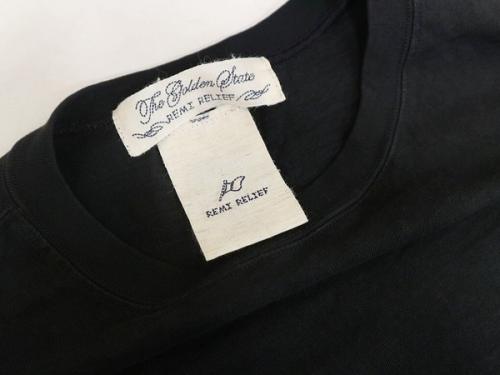 The Golden State
REMI RELIEF
REMI RELIEF